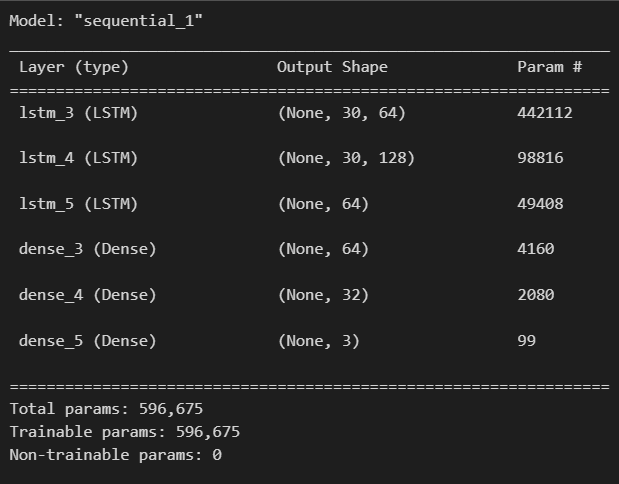 Model: "sequential_1"
_________________________________________________________________
Layer (type) Output Shape Param #
=================================================================
lstm_3 (LSTM) (None, 30, 64) 442112
lstm_4 (LSTM) (None, 30, 128) 98816
lstm_5 (LSTM) (None, 64) 49408
dense_3 (Dense) (None, 64) 4160
dense_4 (Dense) (None, 32) 2080
dense_5 (Dense) (None, 3) 99
=================================================================
Total params: 596,675
Trainable params: 596,675
Non-trainable params: 0